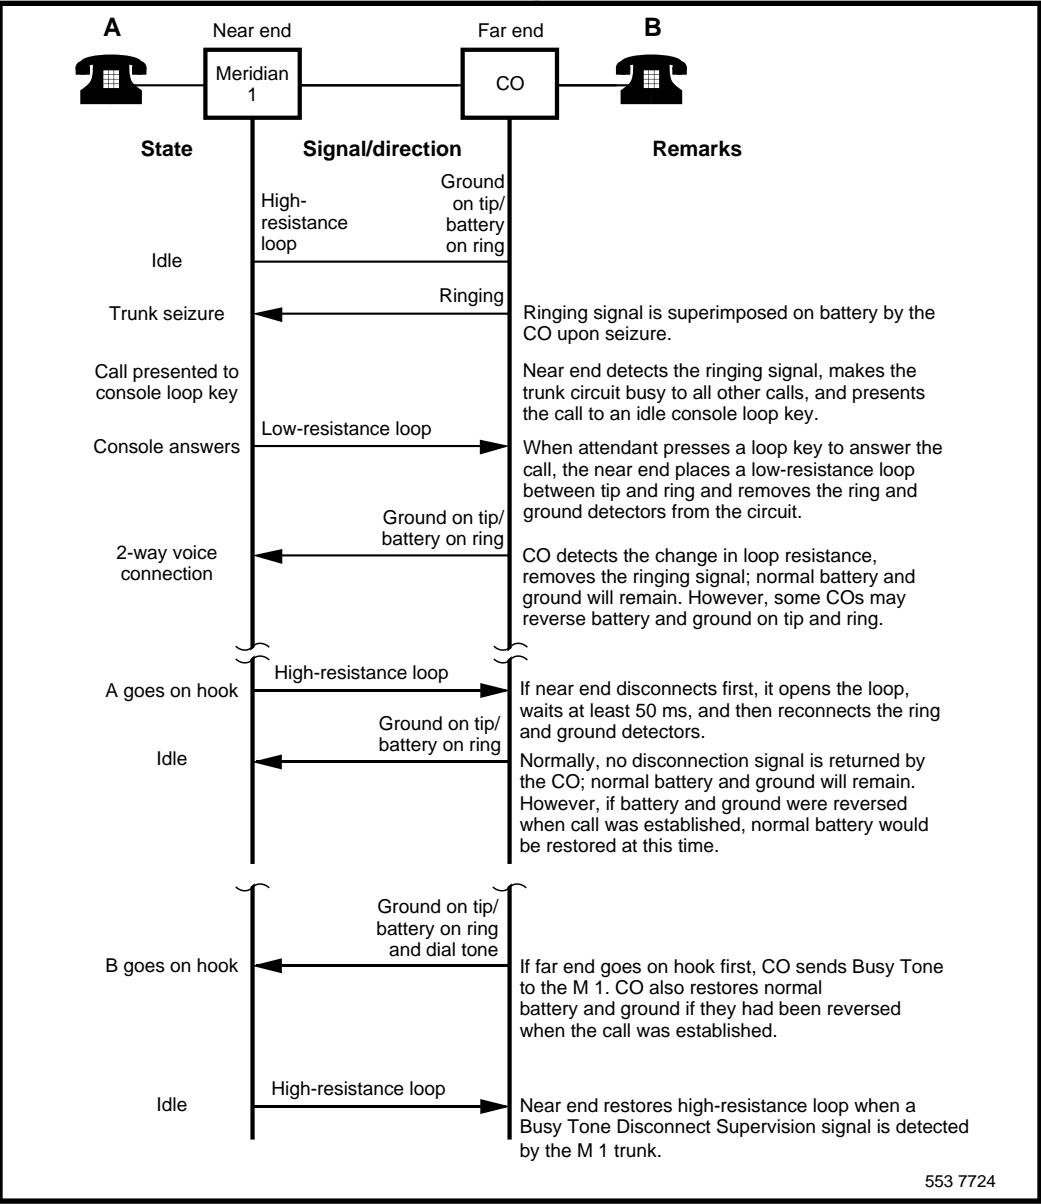 A
Near end
Far end
B
Meridian
1
CO
State
Signal/direction
Remarks
High-
resistance
loop
Ground
on tip/
battery
on ring
Idle
Ringing
Trunk seizure
Ringing signal is superimposed on battery by the
CO upon seizure.
Call presented to
console loop key
Near end detects the ringing signal, makes the
trunk circuit busy to all other calls, and presents
the call to an idle console loop key.
Console answers
Low-resistance loop
When attendant presses a loop key to answer the
call, the near end places a low-resistance loop
between tip and ring and removes the ring and
ground detectors from the circuit.
Ground on tip/
battery on ring
2-way voice
connection
CO detects the change in loop resistance,
removes the ringing signal; normal battery and
ground will remain. However, some COs may
reverse battery and ground on tip and ring.
A goes on hook
High-resistance loop
If near end disconnects first, it opens the loop,
waits at least 50 ms, and then reconnects the ring
and ground detectors.
Ground on tip/
battery on ring
Idle
Normally, no disconnection signal is returned by
the CO; normal battery and ground will remain.
However, if battery and ground were reversed
when call was established, normal battery would
be restored at this time.
Ground on tip/
battery on ring
and dial tone
B goes on hook
If far end goes on hook first, CO sends Busy Tone
to the M 1. CO also restores normal
battery and ground if they had been reversed
when the call was established.
Idle
High-resistance loop
Near end restores high-resistance loop when a
Busy Tone Disconnect Supervision signal is detected
by the M 1 trunk.
553 7724